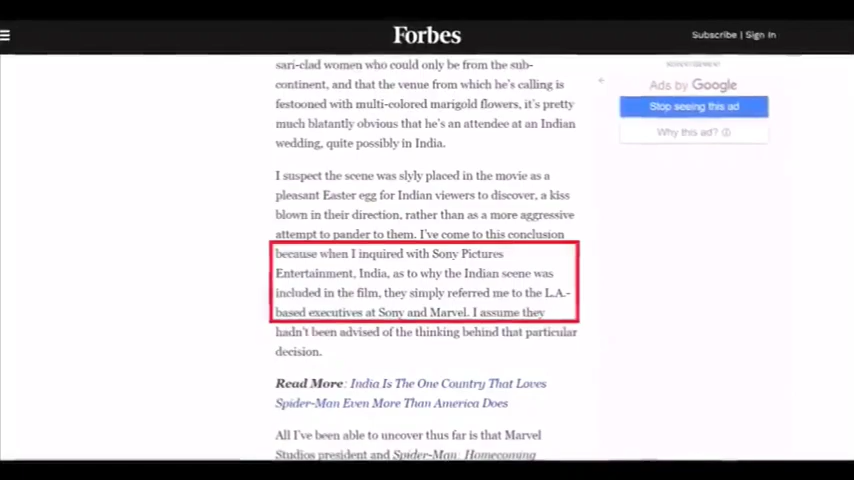 Forbes
Subscribe | Sign In
sari-clad women who could only be from the sub-
continent, and that the venue from which he's calling is
festooned with multi-colored marigold flowers, it's pretty
much blatantly obvious that he's an attendee at an Indian
wedding, quite possibly in India.
I suspect the scene was slyly placed in the movie as a
pleasant Easter egg for Indian viewers to discover, a kiss
blown in their direction, rather than as a more aggressive
attempt to pander to them. I've come to this conclusion
because when I inquired with Sony Pictures
Entertainment, India, as to why the Indian scene was
included in the film, they simply referred me to the L.A.-
based executives at Sony and Marvel. I assume they
hadn't been advised of the thinking behind that particular
decision.
Read More: India Is The One Country That Loves
Spider-Man Even More Than America Does
All I've been able to uncover thus far is that Marvel
Studios president and Spider-Man: Homecoming
Ads by Google
Stop seeing this ad
Why this ad?